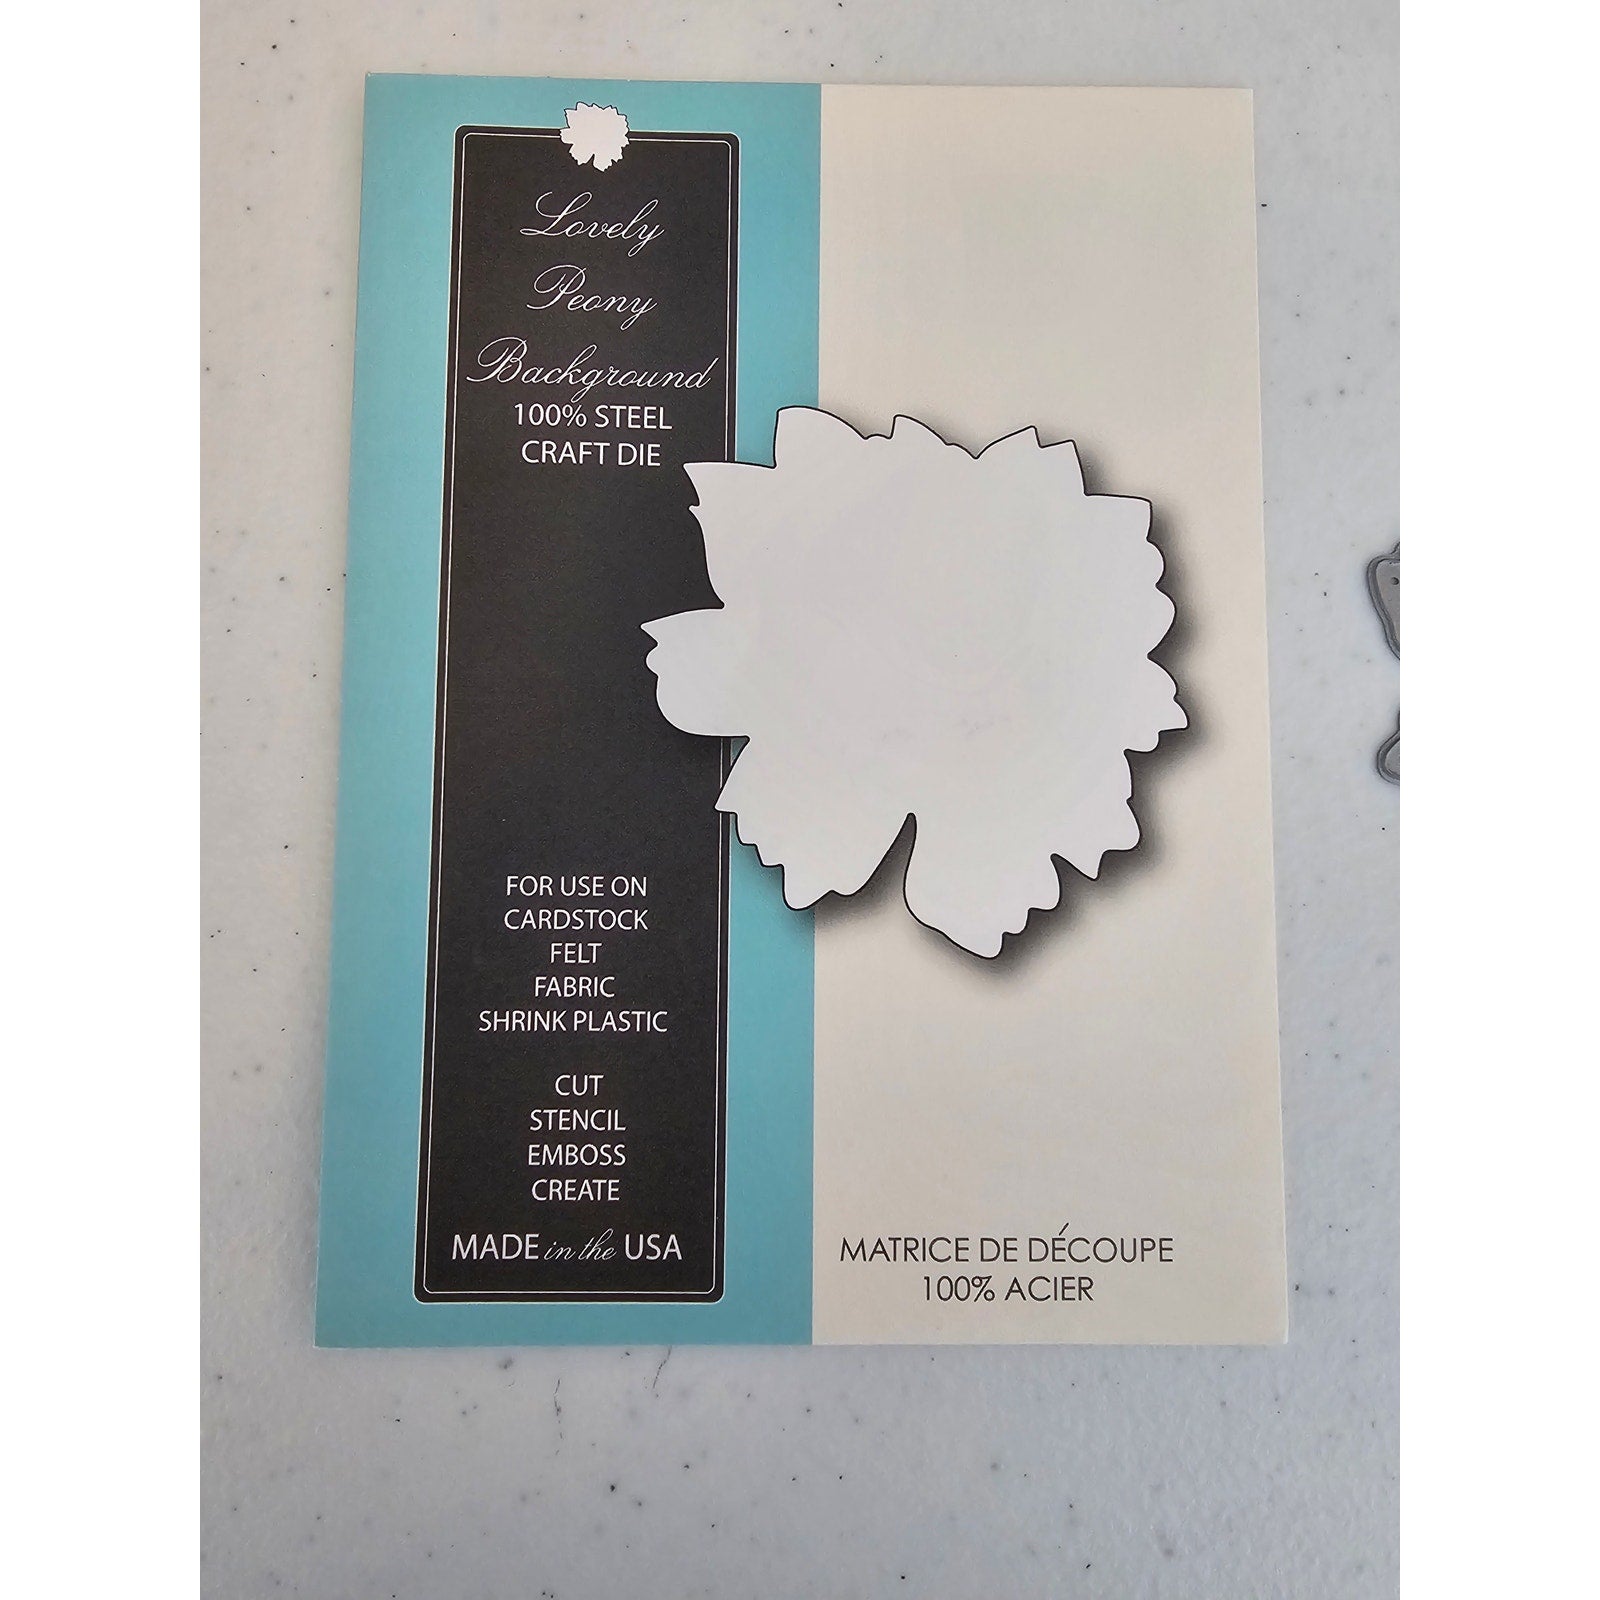 Lovely
Peony
Background
100% STEEL
CRAFT DIE
FOR USE ON
CARDSTOCK
FELT
FABRIC
SHRINK PLASTIC
CUT
STENCIL
EMBOSS
CREATE
MADE in the USA
MATRICE DE DÉCOUPE
100% ACIER